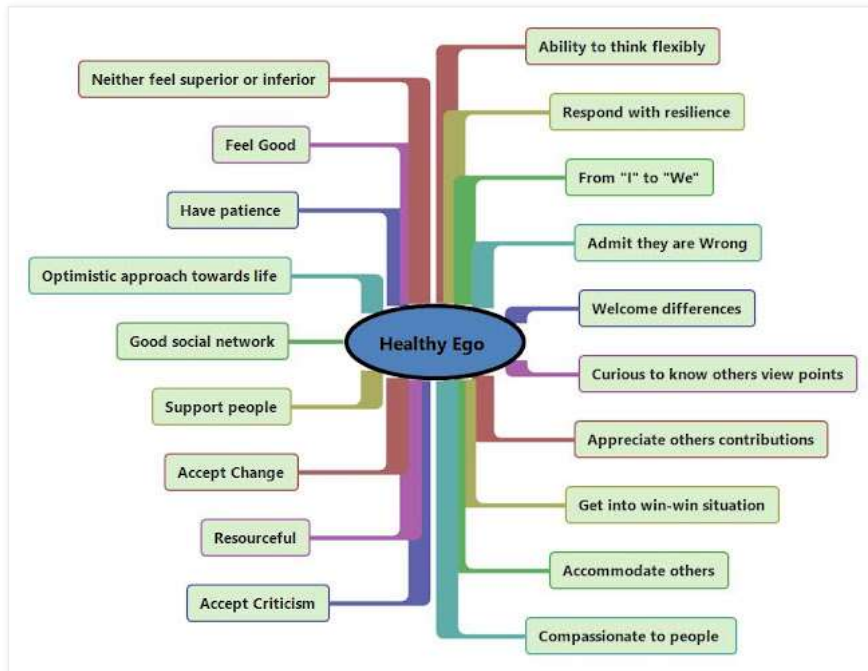 Healthy Ego
Ability to think flexibly
Respond with resilience
From "I" to "We"
Admit they are Wrong
Welcome differences
Curious to know others view points
Appreciate others contributions
Get into win-win situation
Accommodate others
Compassionate to people
Neither feel superior or inferior
Feel Good
Have patience
Optimistic approach towards life
Good social network
Support people
Accept Change
Resourceful
Accept Criticism